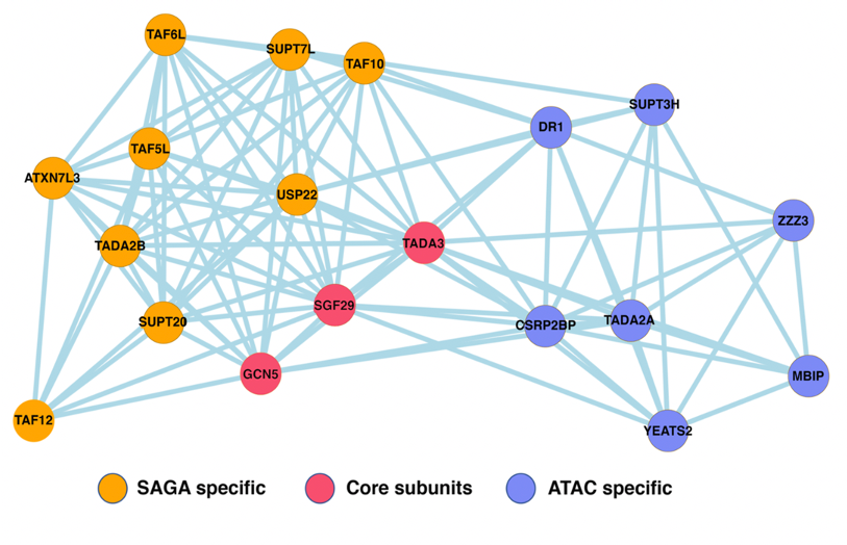 TAF6L
SUPT7L
TAF10
SUPT3H
DR1
TAF5L
ATXN7L3
USP22
ZZZ3
TADA2B
TADA3
SGF29
SUPT20
CSRP2BP
TADA2A
GCN5
MBIP
TAF12
YEATS2
SAGA specific
Core subunits
ATAC specific